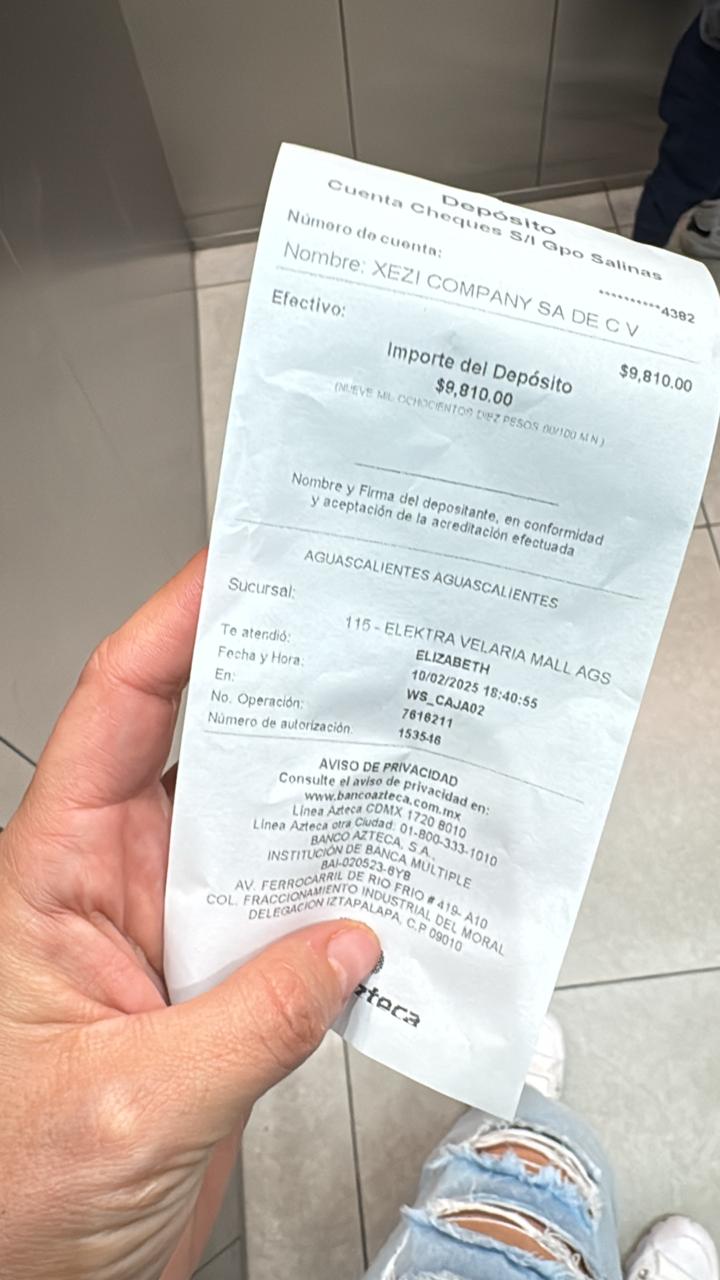 Depósito
Cuenta Cheques S/I Gpo Salinas
Número de cuenta:
**********4382
Nombre: XEZI COMPANY SA DE C V
Efectivo:
$9,810.00
Importe del Depósito
$9,810.00
(NUEVE MIL OCHOCIENTOS DIEZ PESOS 00/100 M.N.)
Nombre y Firma del depositante, en conformidad
y aceptación de la acreditación efectuada
AGUASCALIENTES AGUASCALIENTES
Sucursal:
115 - ELEKTRA VELARIA MALL AGS
Te atendió: ELIZABETH
Fecha y Hora: 10/02/2025 18:40:55
En: WS_CAJA02
No. Operación: 7616211
Número de autorización: 153546
AVISO DE PRIVACIDAD
Consulte el aviso de privacidad en:
www.bancoazteca.com.mx
Línea Azteca CDMX 1720 8010
Línea Azteca otra Ciudad: 01-800-333-1010
BANCO AZTECA, S.A.,
INSTITUCIÓN DE BANCA MÚLTIPLE
BAI-020523-6Y8
AV. FERROCARRIL DE RIO FRIO # 419- A10
COL. FRACCIONAMIENTO INDUSTRIAL DEL MORAL
DELEGACION IZTAPALAPA, C.P 09010
zteca